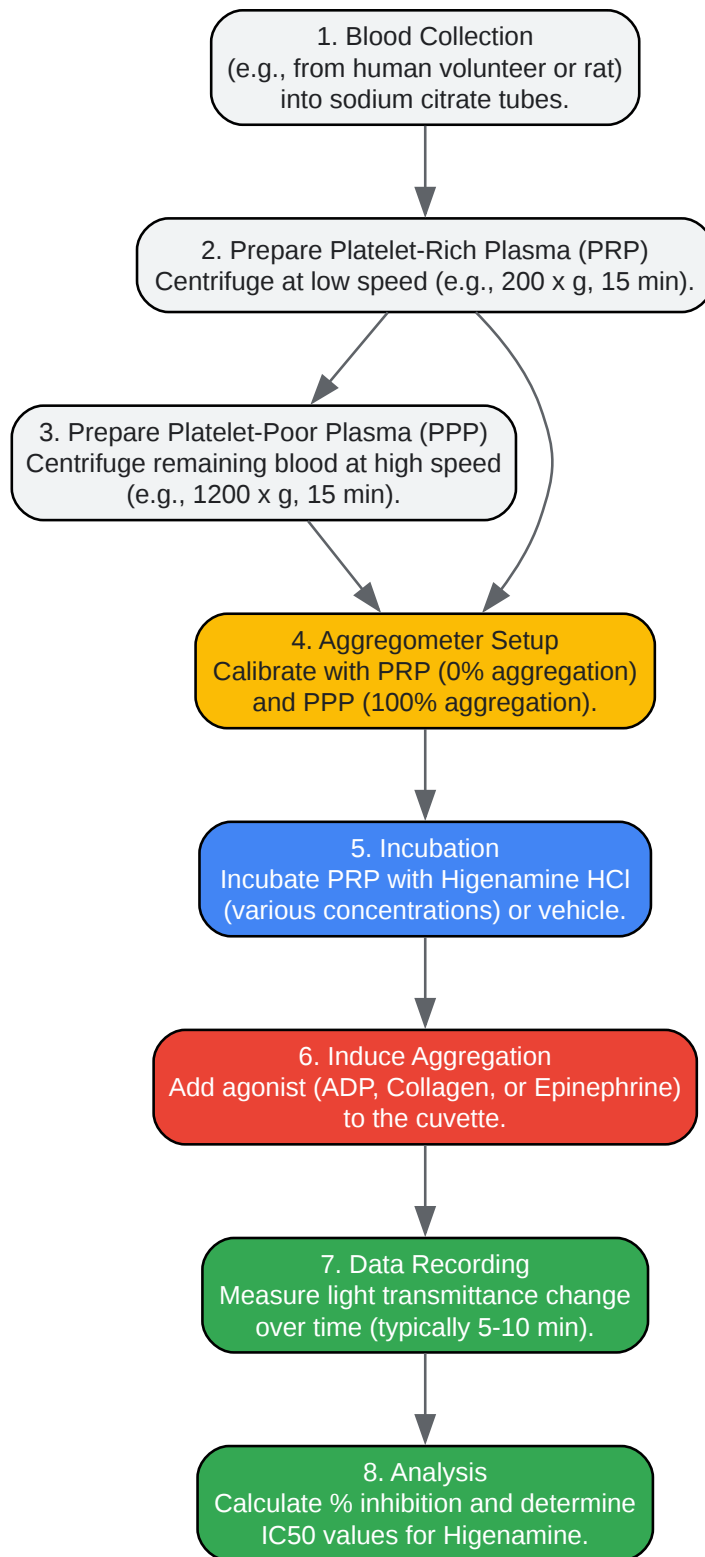 1. Blood Collection
(e.g., from human volunteer or rat)
into sodium citrate tubes.
2. Prepare Platelet-Rich Plasma (PRP)
Centrifuge at low speed (e.g., 200 x g, 15 min).
3. Prepare Platelet-Poor Plasma (PPP)
Centrifuge remaining blood at high speed
(e.g., 1200 x g, 15 min).
4. Aggregometer Setup
Calibrate with PRP (0% aggregation)
and PPP (100% aggregation).
5. Incubation
Incubate PRP with Higenamine HCl
(various concentrations) or vehicle.
6. Induce Aggregation
Add agonist (ADP, Collagen, or Epinephrine)
to the cuvette.
7. Data Recording
Measure light transmittance change
over time (typically 5-10 min).
8. Analysis
Calculate % inhibition and determine
IC50 values for Higenamine.